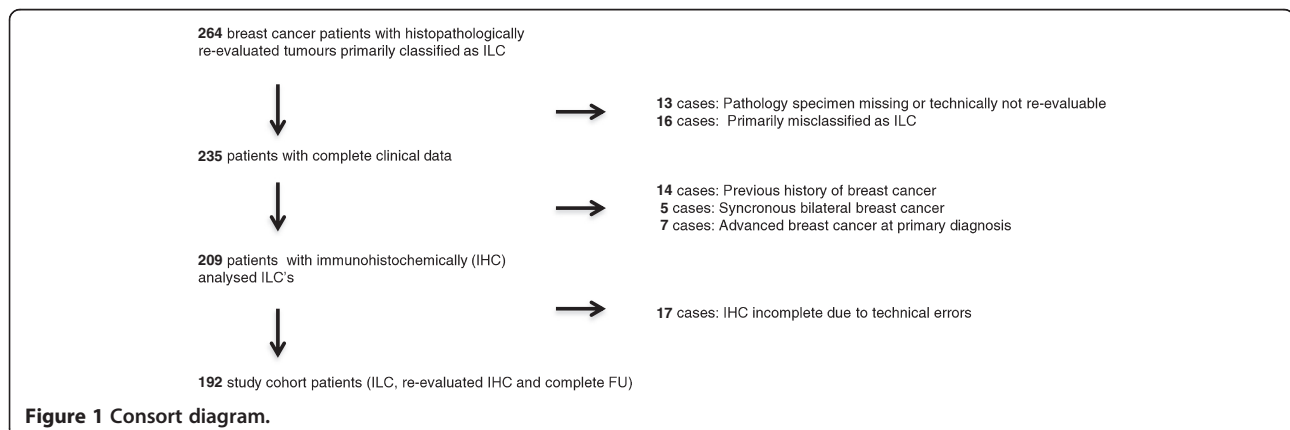 264 breast cancer patients with histopathologically
re-evaluated tumours primarily classified as ILC
13 cases: Pathology specimen missing or technically not re-evaluable
16 cases: Primarily misclassified as ILC
235 patients with complete clinical data
14 cases: Previous history of breast cancer
5 cases: Syncronous bilateral breast cancer
7 cases: Advanced breast cancer at primary diagnosis
209 patients with immunohistochemically (IHC)
analysed ILC's
17 cases: IHC incomplete due to technical errors
192 study cohort patients (ILC, re-evaluated IHC and complete FU)
Figure 1 Consort diagram.